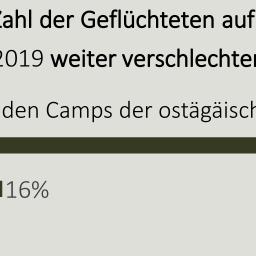 Zahl der Geflüchteten auf
2019 weiter verschlechter
den Camps der ostägäisch
16%